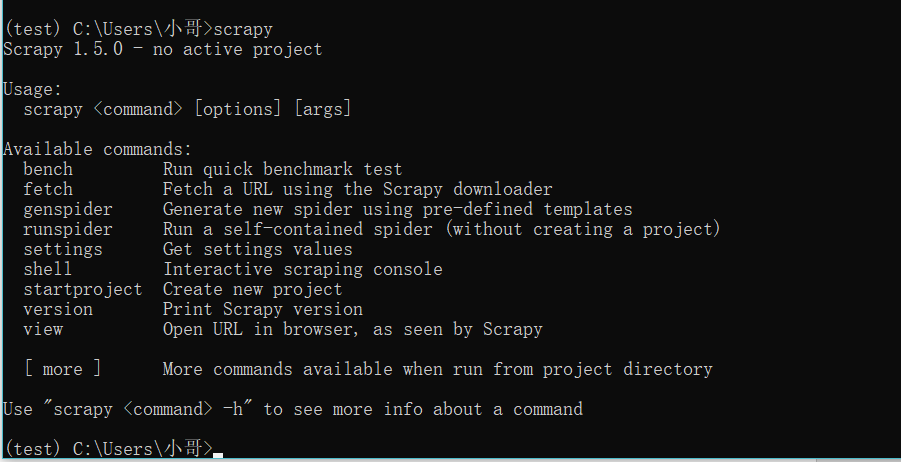 (test) C:\Users\小哥>scrapy
Scrapy 1.5.0 - no active project
Usage:
  scrapy <command> [options] [args]
Available commands:
  bench         Run quick benchmark test
  fetch         Fetch a URL using the Scrapy downloader
  genspider     Generate new spider using pre-defined templates
  runspider     Run a self-contained spider (without creating a project)
  settings      Get settings values
  shell         Interactive scraping console
  startproject  Create new project
  version       Print Scrapy version
  view          Open URL in browser, as seen by Scrapy
  [ more ]      More commands available when run from project directory
Use "scrapy <command> -h" to see more info about a command
(test) C:\Users\小哥>